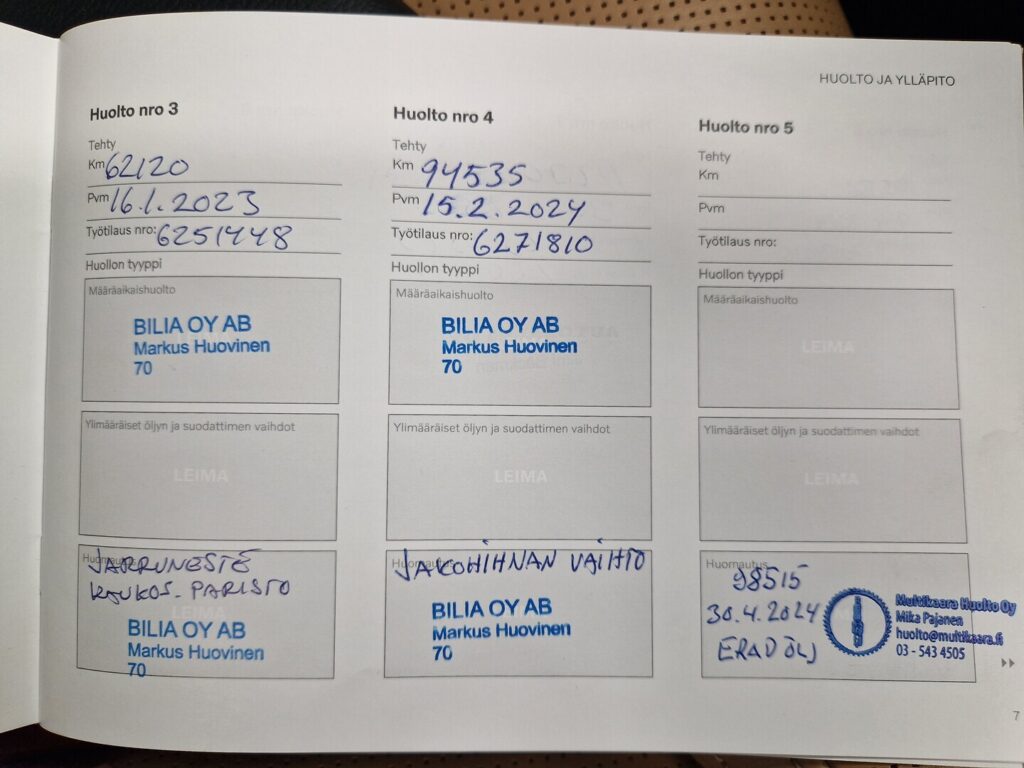 HUOLTO JA YLLÄPITO
Huolto nro 3
Tehty
Km 62120
Pvm 16.1.2023
Työtilaus nro: 6251448
Huollon tyyppi
Määräaikaishuolto
BILIA OY AB
Markus Huovinen
70
Ylimääräiset öljyn ja suodattimen vaihdot
LEIMA
Huomautus
JARRUNESTE
KAUKOS. PARISTO
BILIA OY AB
Markus Huovinen
70
Huolto nro 4
Tehty
Km 94535
Pvm 15.2.2024
Työtilaus nro: 6271810
Huollon tyyppi
Määräaikaishuolto
BILIA OY AB
Markus Huovinen
70
Ylimääräiset öljyn ja suodattimen vaihdot
LEIMA
Huomautus
JAKOHIHNAN VAIHTO
BILIA OY AB
Markus Huovinen
70
Huolto nro 5
Tehty
Km
Pvm
Työtilaus nro:
Huollon tyyppi
Määräaikaishuolto
LEIMA
Ylimääräiset öljyn ja suodattimen vaihdot
LEIMA
Huomautus
98515
30.4.2024
Multikaara Huolto Oy
Mika Pajanen
huolto@multikaara.fi
03 - 543 4505
7